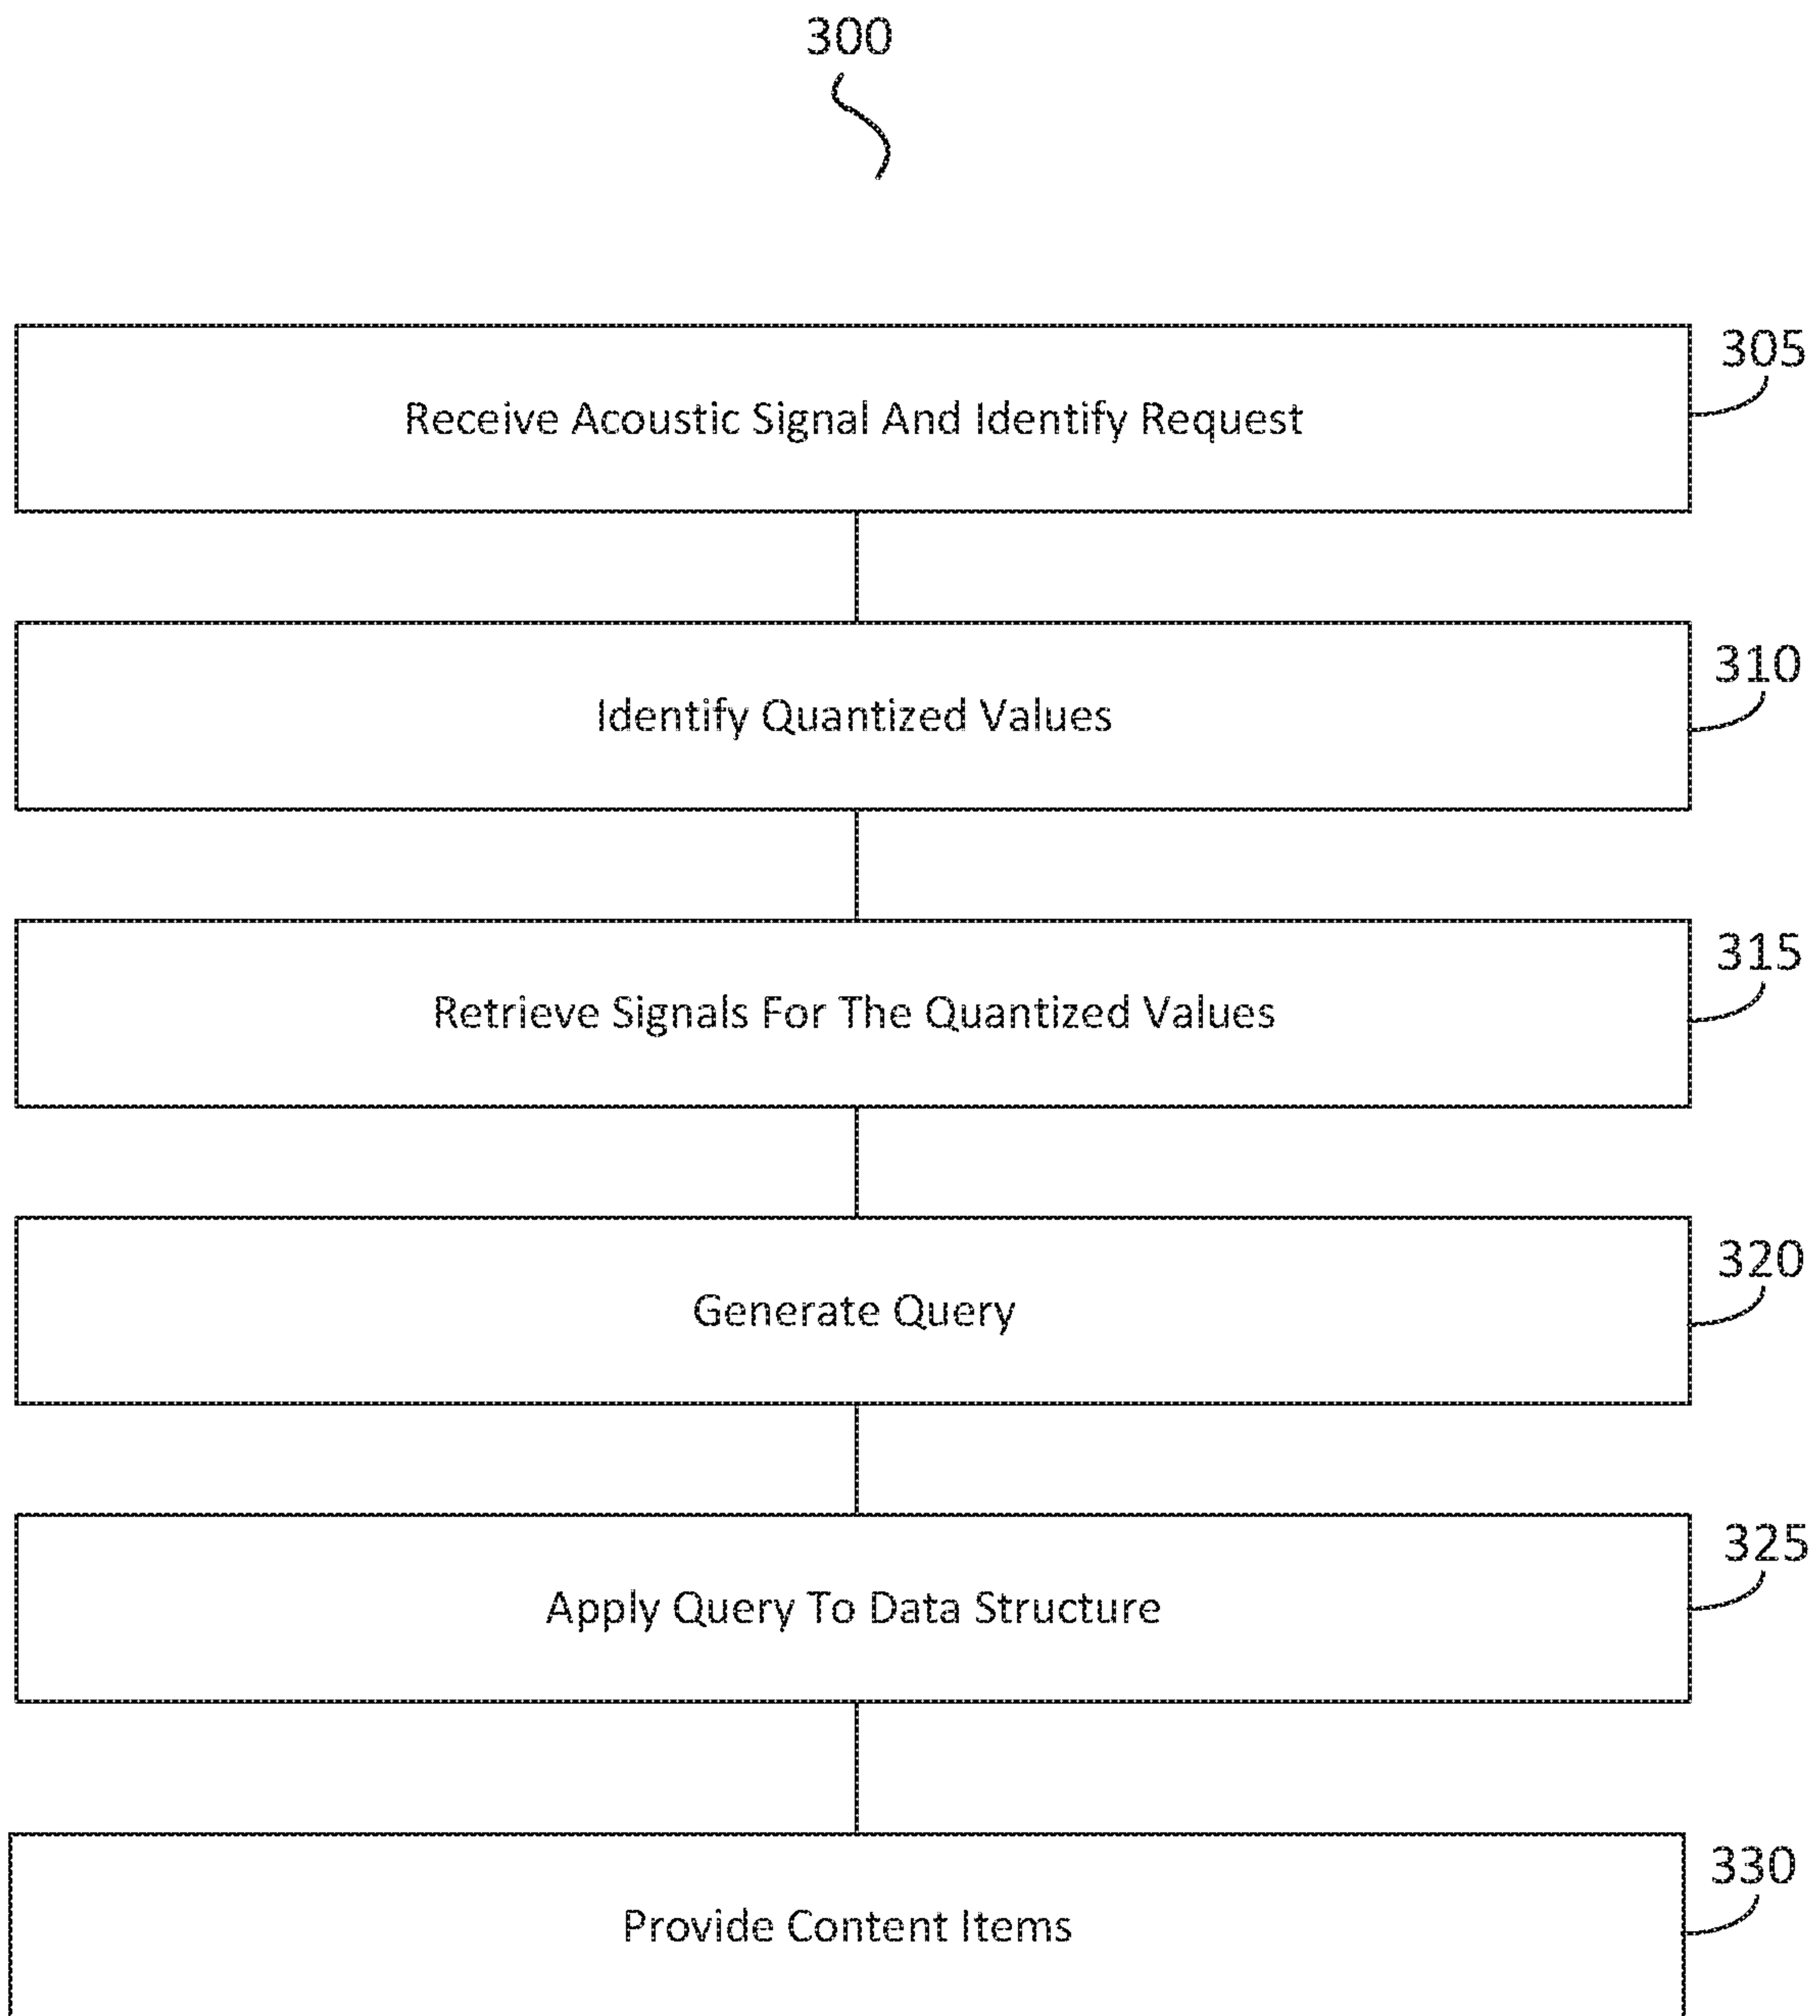 300
305
Receive Acoustic Signal And Identify Request
310
Identify Quantized Values
315
Retrieve Signals For The Quantized Values
320
Generate Query
325
Apply Query To Data Structure
330
Provide Content Items